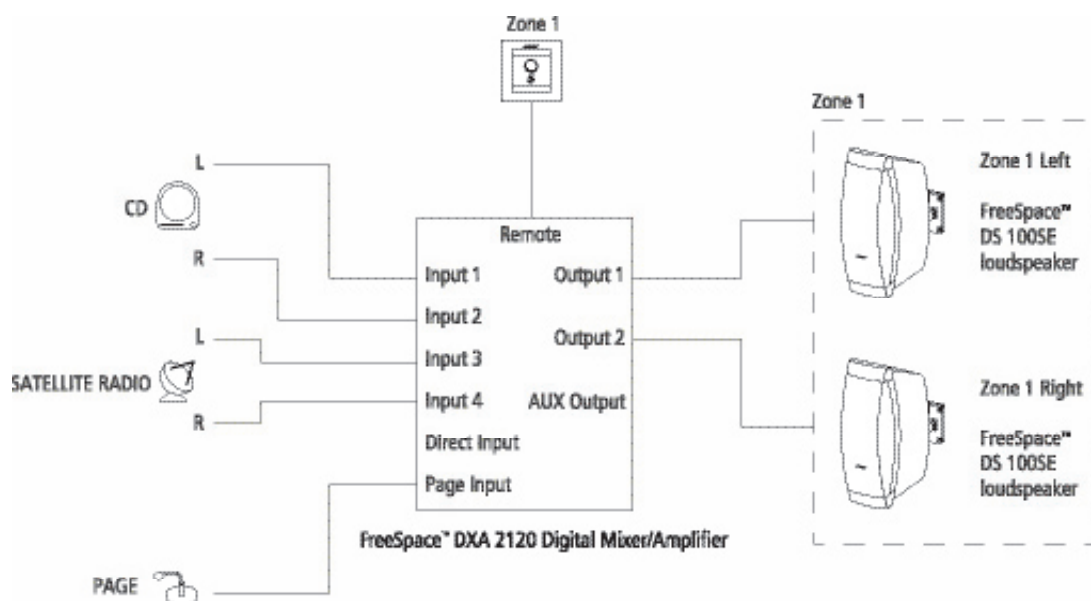 Zone 1
Zone 1
L
CD
R
L
SATELLITE RADIO
R
PAGE
Remote
Input 1
Input 2
Input 3
Input 4
Direct Input
Page Input
Output 1
Output 2
AUX Output
FreeSpace™ DXA 2120 Digital Mixer/Amplifier
Zone 1 Left
FreeSpace™
DS 100SE
loudspeaker
Zone 1 Right
FreeSpace™
DS 100SE
loudspeaker